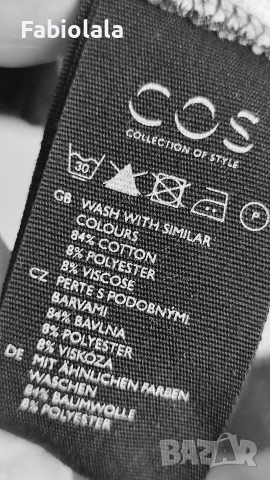 Fabiolala
COS
COLLECTION OF STYLE
30
P
GB WASH WITH SIMILAR
COLOURS
84% COTTON
8% POLYESTER
8% VISCOSE
CZ PERTE S PODOBNÝMI
BARVAMI
84% BAVLNA
8% POLYESTER
8% VISKÓZA
DE MIT ÄHNLICHEN FARBEN
WASCHEN
84% BAUMWOLLE
8% POLYESTER
BAZAR